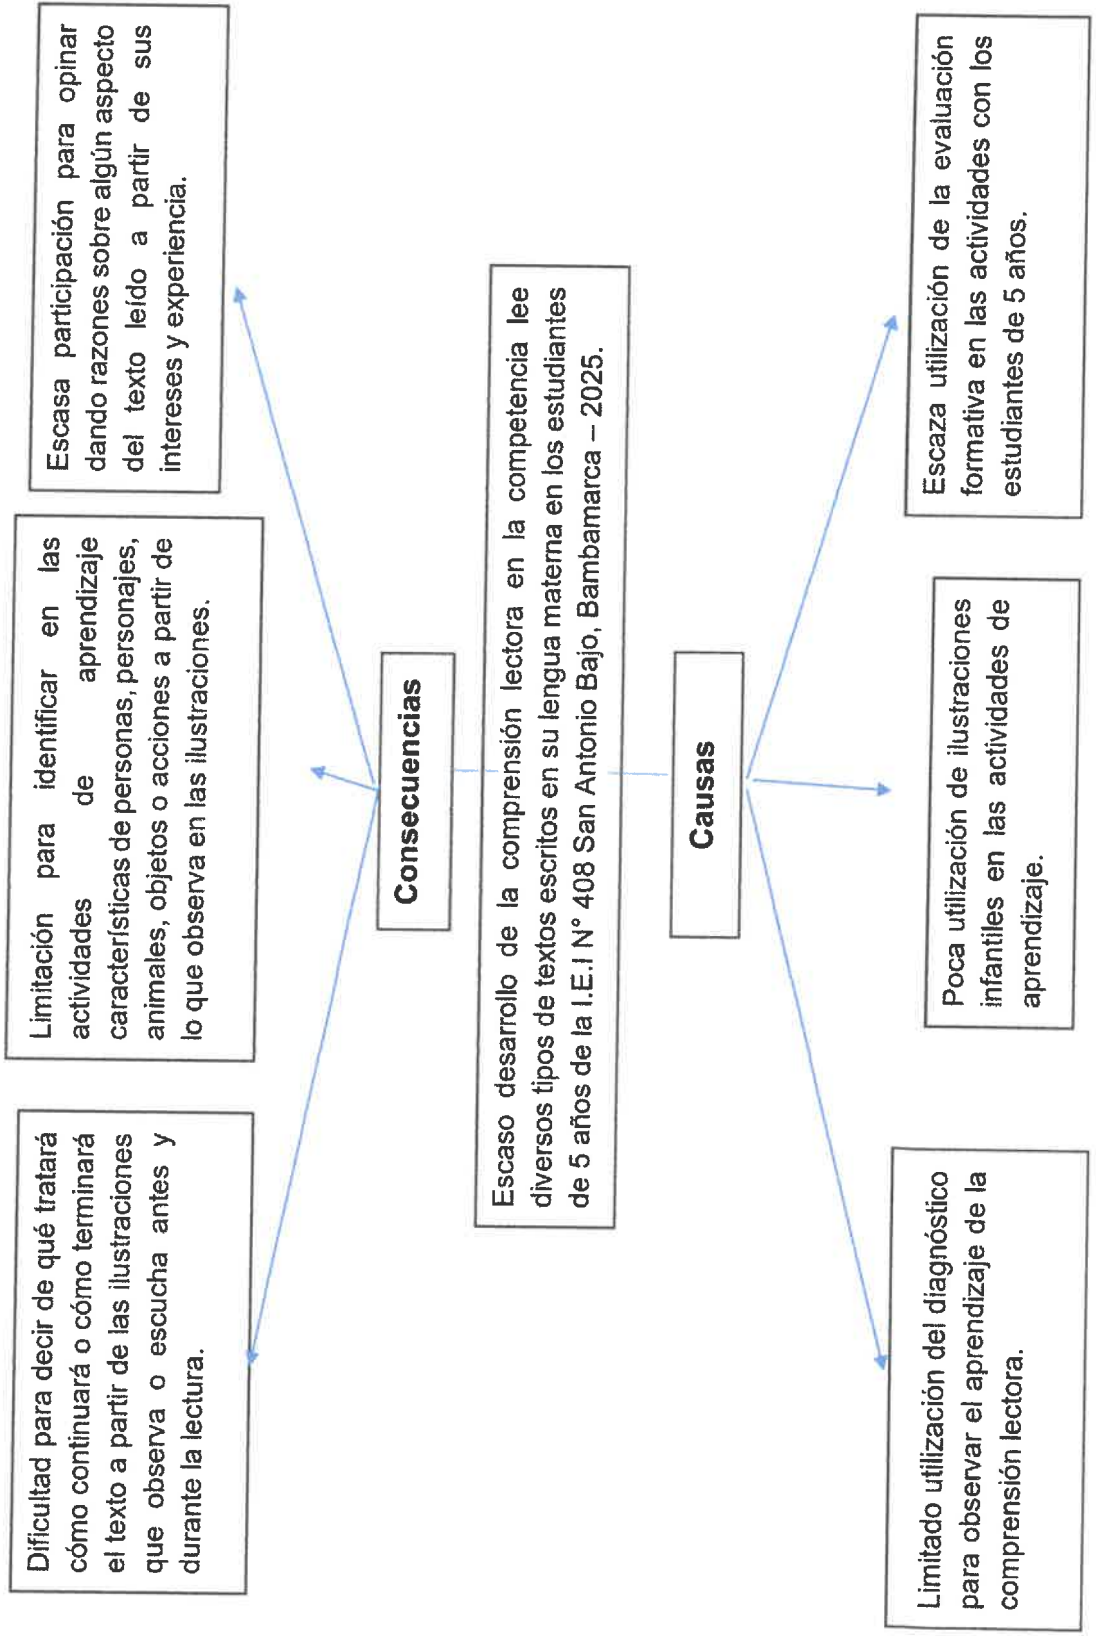 Dificultad para decir de qué tratará
cómo continuará o cómo terminará
el texto a partir de las ilustraciones
que observa o escucha antes y
durante la lectura.
Limitación para identificar en las
actividades de aprendizaje
características de personas, personajes,
animales, objetos o acciones a partir de
lo que observa en las ilustraciones.
Escasa participación para opinar
dando razones sobre algún aspecto
del texto leído a partir de sus
intereses y experiencia.
Consecuencias
Escaso desarrollo de la comprensión lectora en la competencia lee
diversos tipos de textos escritos en su lengua materna en los estudiantes
de 5 años de la I.E.I N° 408 San Antonio Bajo, Bambamarca – 2025.
Causas
Limitado utilización del diagnóstico
para observar el aprendizaje de la
comprensión lectora.
Poca utilización de ilustraciones
infantiles en las actividades de
aprendizaje.
Escaza utilización de la evaluación
formativa en las actividades con los
estudiantes de 5 años.